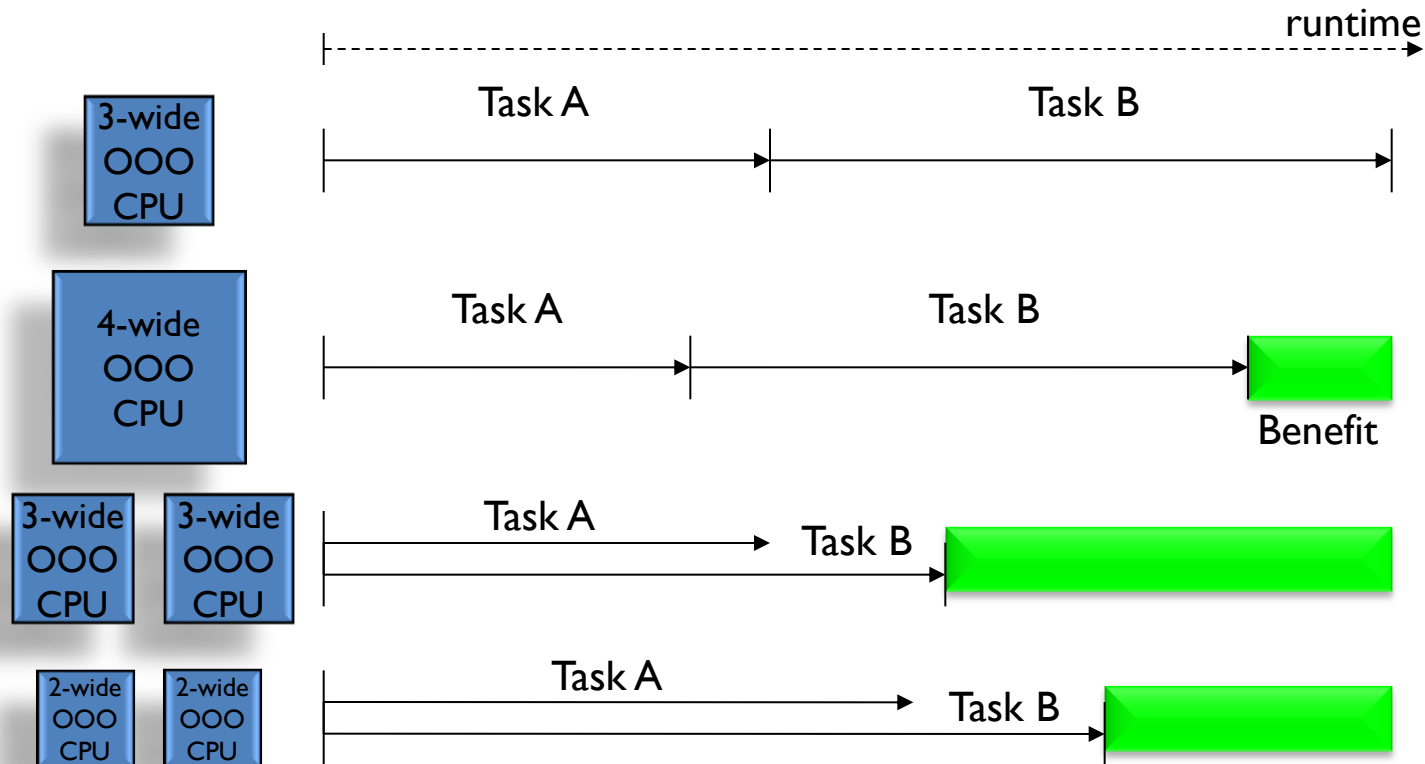 runtime
Task A
Task B
3-wide
OOO
CPU
Task A
Task B
4-wide
OOO
CPU
Benefit
3-wide
OOO
CPU
3-wide
OOO
CPU
Task A
Task B
2-wide
OOO
CPU
2-wide
OOO
CPU
Task A
Task B